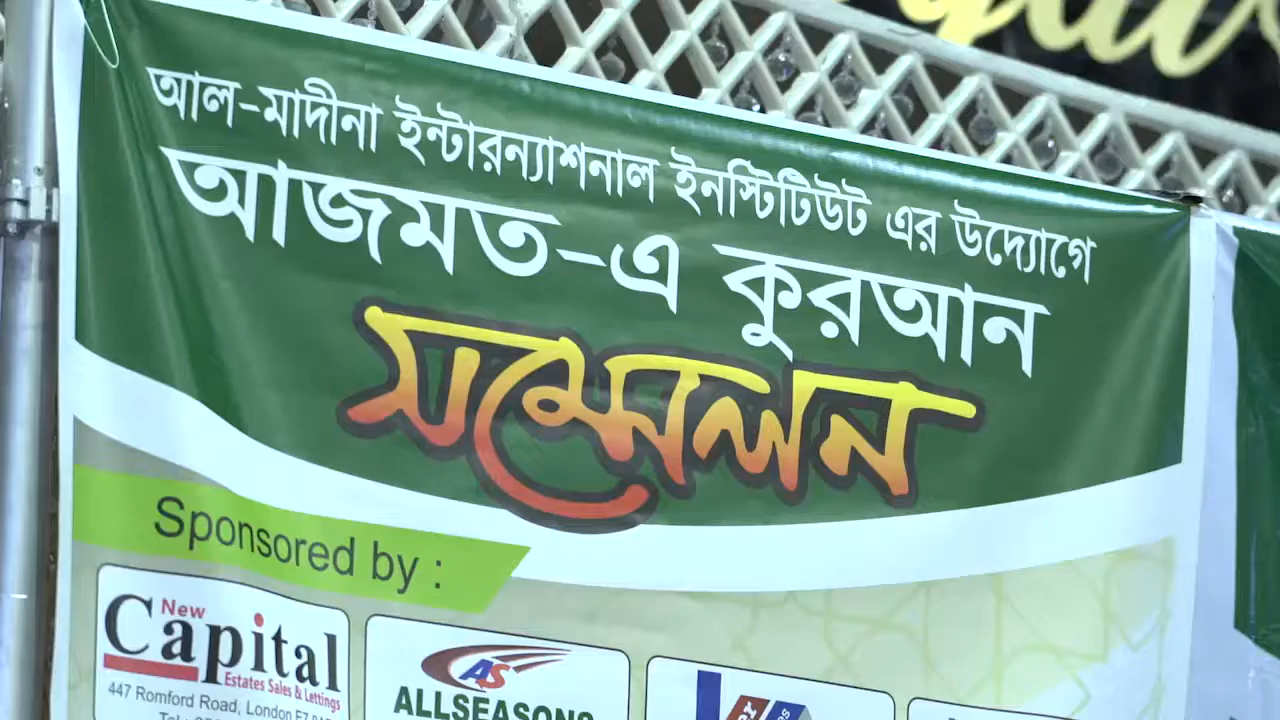 আল-মাদীনা ইন্টারন্যাশনাল ইনস্টিটিউট এর উদ্যোগে
আজমত-এ কুরআন
সম্মেলন
Sponsored by :
New
Capital
Estates Sales & Lettings
447 Romford Road, London E7
AS
ALLSEASONS